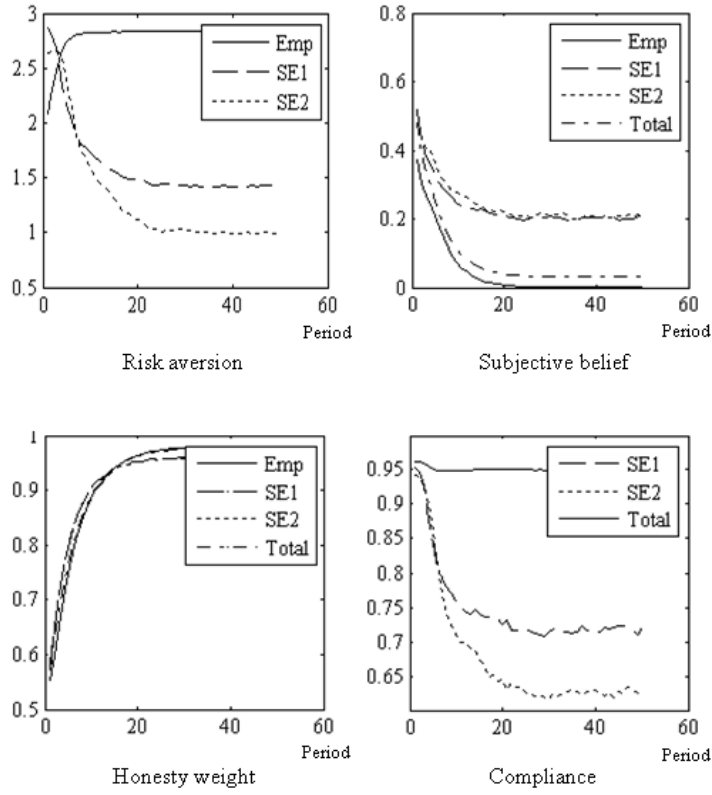 3
2.5
2
1.5
1
0.5
0 20 40 60
Emp
SE1
SE2
Period
Risk aversion
0.8
0.6
0.4
0.2
0
0 20 40 60
Emp
SE1
SE2
Total
Period
Subjective belief
1
0.9
0.8
0.7
0.6
0.5
0 20 40 60
Emp
SE1
SE2
Total
Period
Honesty weight
0.95
0.9
0.85
0.8
0.75
0.7
0.65
0 20 40 60
SE1
SE2
Total
Period
Compliance